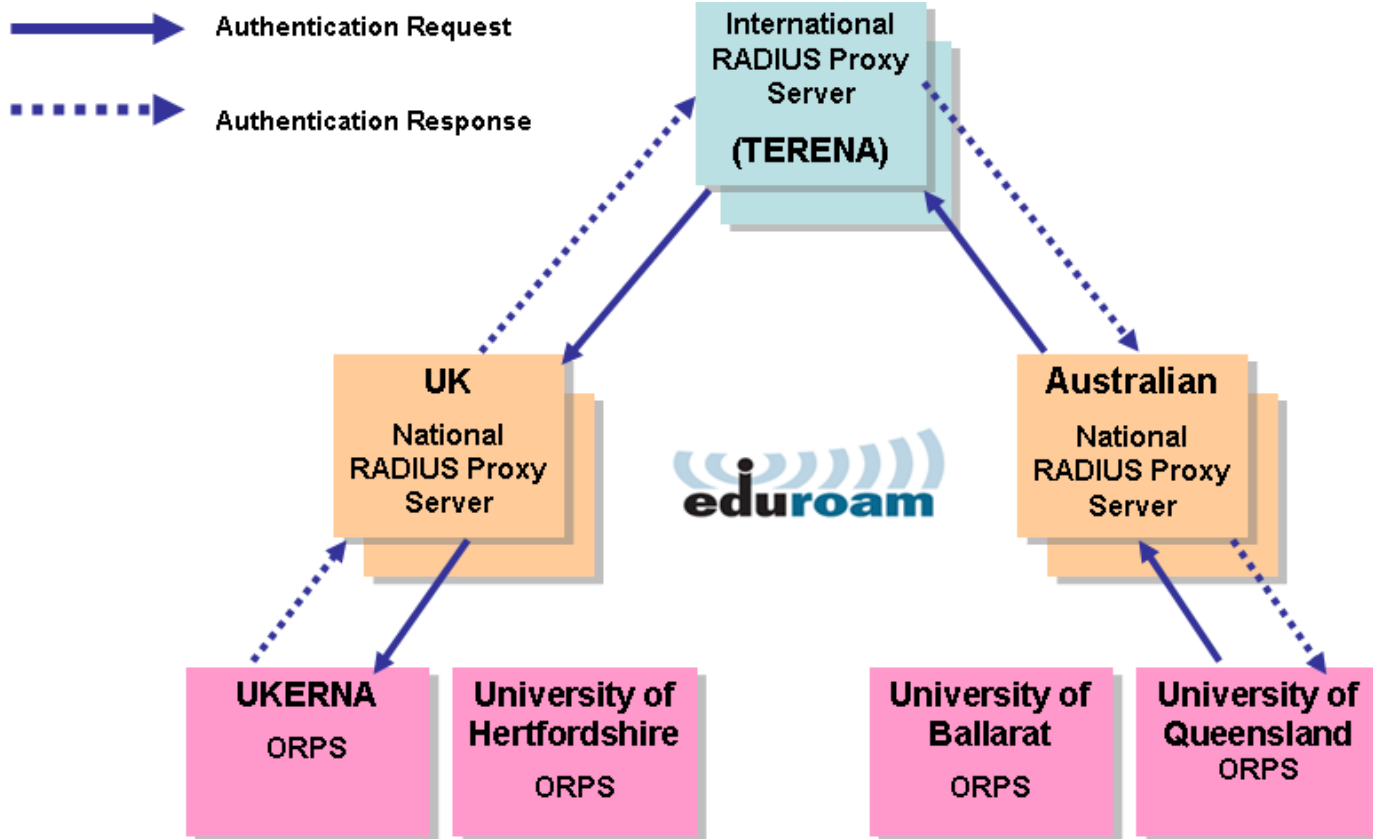 Authentication Request
Authentication Response
International
RADIUS Proxy
Server
(TERENA)
UK
National
RADIUS Proxy
Server
Australian
National
RADIUS Proxy
Server
eduroam
UKERNA
ORPS
University of
Hertfordshire
ORPS
University of
Ballarat
ORPS
University of
Queensland
ORPS